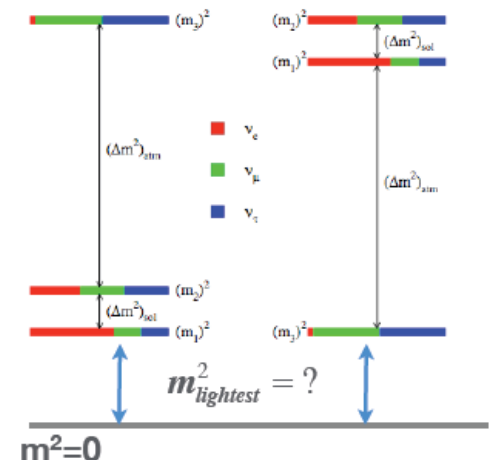 (m₃)²
(m₂)²
(Δm²)sol
(m₁)²
νe
(Δm²)atm
νμ
(Δm²)atm
ντ
(m₂)²
(Δm²)sol
(m₁)²
(m₃)²
m²lightest = ?
m²=0